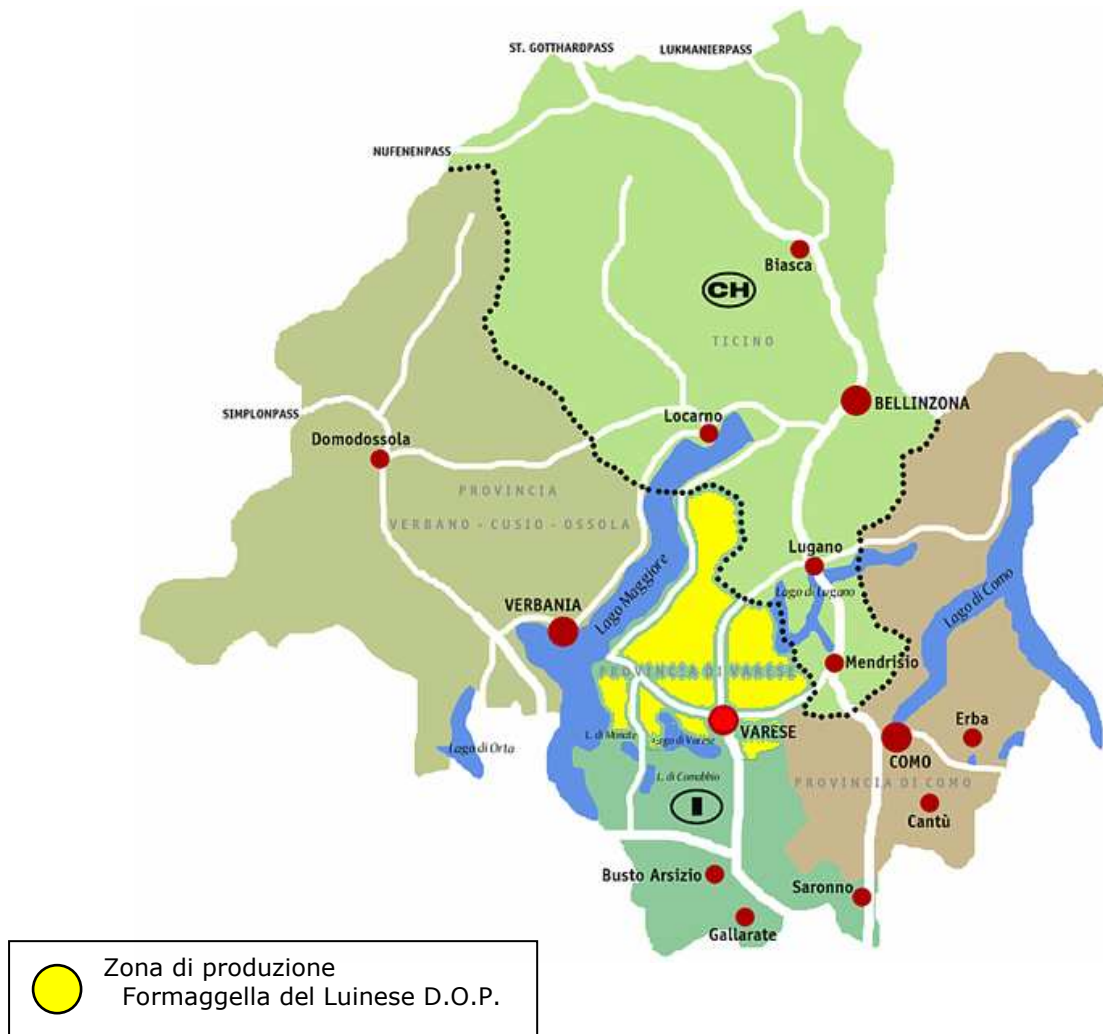 ST. GOTTHARDPASS
LUKMANIERPASS
NUFENENPASS
Biasca
CH
TICINO
SIMPLONPASS
BELLINZONA
Locarno
Domodossola
PROVINCIA
VERBANO - CUSIO - OSSOLA
Lugano
Lago di Lugano
Lago Maggiore
Lago di Como
VERBANIA
Mendrisio
PROVINCIA DI VARESE
Erba
VARESE
L. di Monate
Lago di Varese
Lago di Orta
COMO
L. di Comabbio
PROVINCIA DI COMO
I
Cantù
Busto Arsizio
Saronno
Gallarate
Zona di produzione
Formaggella del Luinese D.O.P.